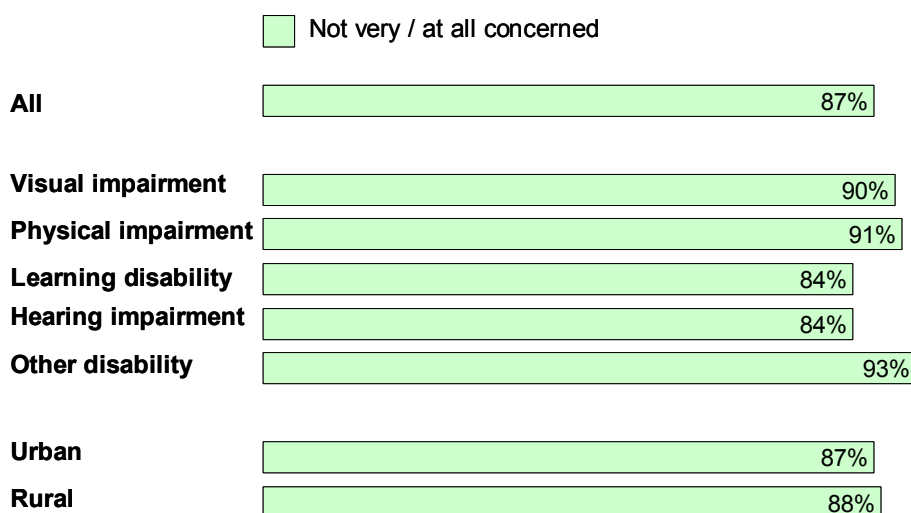 Not very / at all concerned
All 87%
Visual impairment 90%
Physical impairment 91%
Learning disability 84%
Hearing impairment 84%
Other disability 93%
Urban 87%
Rural 88%